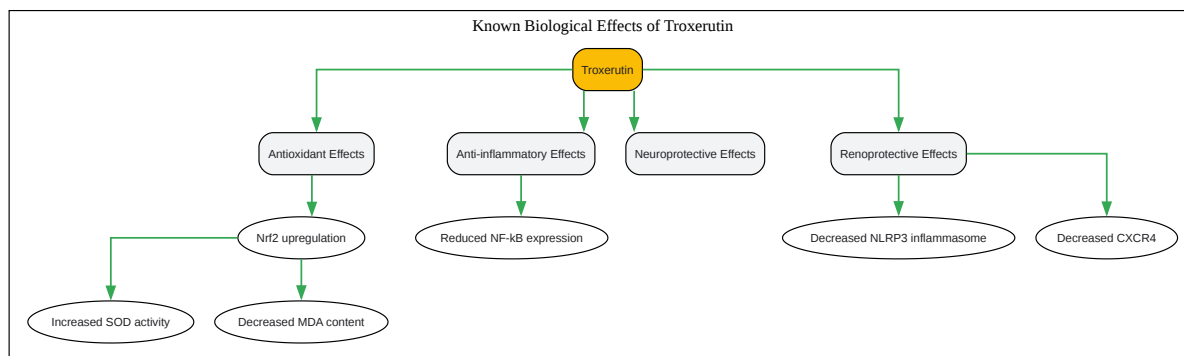 Known Biological Effects of Troxerutin
Troxerutin
Antioxidant Effects
Anti-inflammatory Effects
Neuroprotective Effects
Renoprotective Effects
Nrf2 upregulation
Reduced NF-kB expression
Decreased NLRP3 inflammasome
Decreased CXCR4
Increased SOD activity
Decreased MDA content